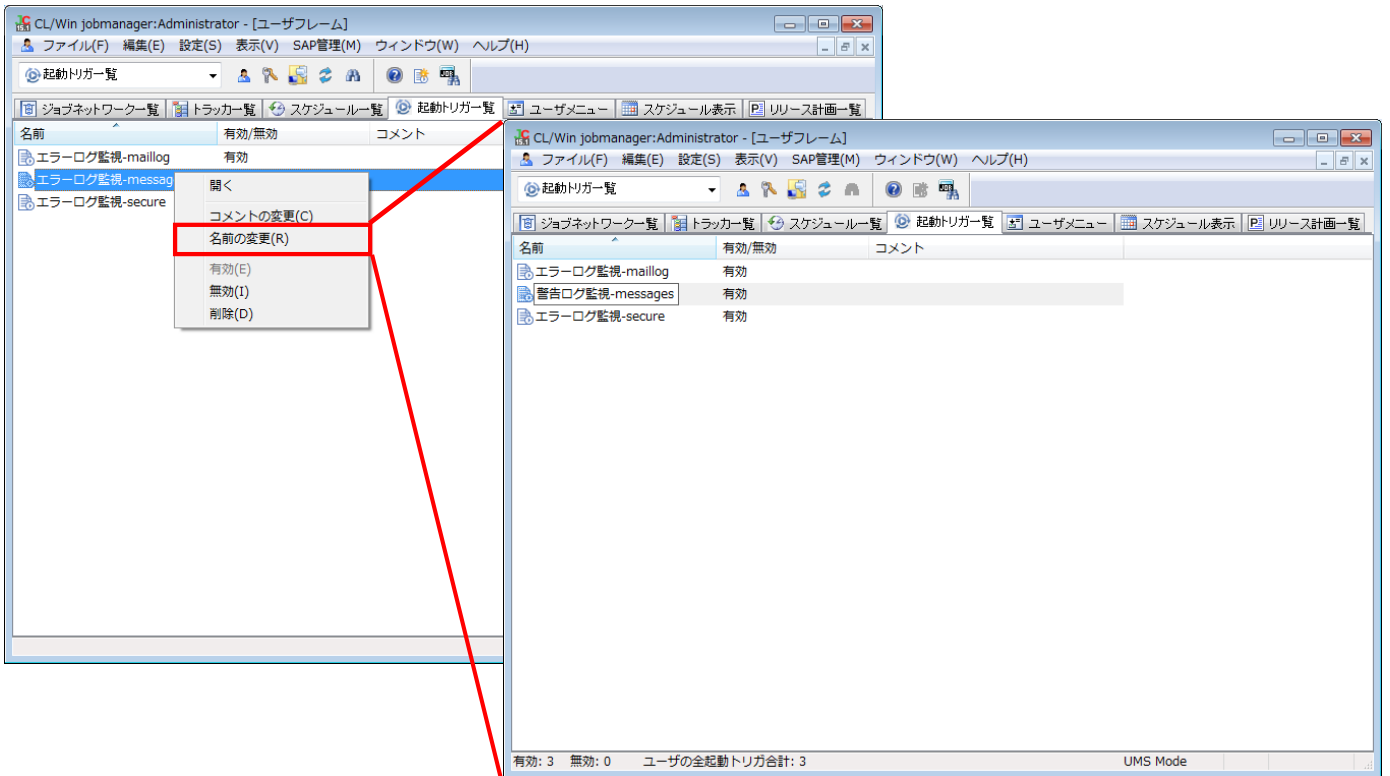 CL/Win jobmanager:Administrator - [ユーザフレーム]
ファイル(F) 編集(E) 設定(S) 表示(V) SAP管理(M) ウィンドウ(W) ヘルプ(H)
起動トリガ一覧
ジョブネットワーク一覧 トラッカ一覧 スケジュール一覧 起動トリガ一覧 ユーザメニュー スケジュール表示 リリース計画一覧
名前 有効/無効 コメント
エラーログ監視-maillog 有効
エラーログ監視-messag
エラーログ監視-secure
開く
コメントの変更(C)
名前の変更(R)
有効(E)
無効(I)
削除(D)
CL/Win jobmanager:Administrator - [ユーザフレーム]
ファイル(F) 編集(E) 設定(S) 表示(V) SAP管理(M) ウィンドウ(W) ヘルプ(H)
起動トリガ一覧
ジョブネットワーク一覧 トラッカ一覧 スケジュール一覧 起動トリガ一覧 ユーザメニュー スケジュール表示 リリース計画一覧
名前 有効/無効 コメント
エラーログ監視-maillog 有効
警告ログ監視-messages 有効
エラーログ監視-secure 有効
有効: 3 無効: 0 ユーザの全起動トリガ合計: 3 UMS Mode